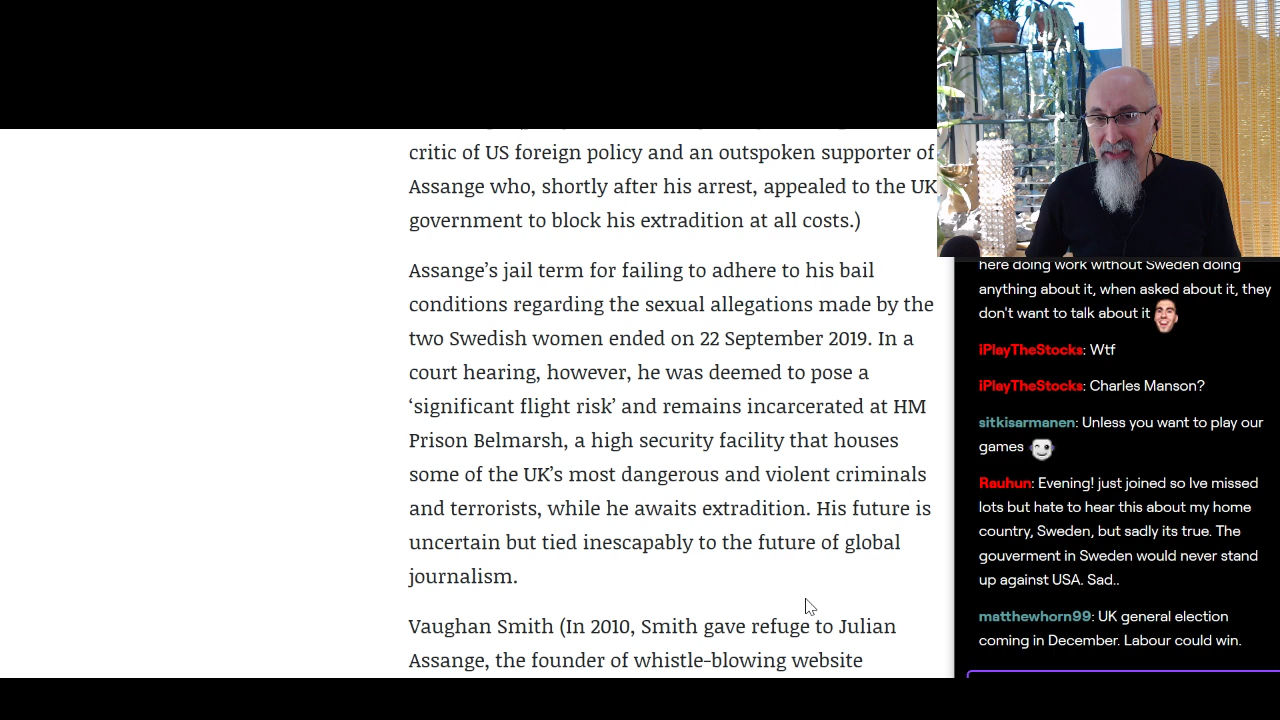 critic of US foreign policy and an outspoken supporter of
Assange who, shortly after his arrest, appealed to the UK
government to block his extradition at all costs.)
Assange’s jail term for failing to adhere to his bail
conditions regarding the sexual allegations made by the
two Swedish women ended on 22 September 2019. In a
court hearing, however, he was deemed to pose a
‘significant flight risk’ and remains incarcerated at HM
Prison Belmarsh, a high security facility that houses
some of the UK’s most dangerous and violent criminals
and terrorists, while he awaits extradition. His future is
uncertain but tied inescapably to the future of global
journalism.
Vaughan Smith (In 2010, Smith gave refuge to Julian
Assange, the founder of whistle-blowing website
here doing work without Sweden doing
anything about it, when asked about it, they
don't want to talk about it
iPlayTheStocks: Wtf
iPlayTheStocks: Charles Manson?
sitkisarmanen: Unless you want to play our
games
Rauhun: Evening! just joined so Ive missed
lots but hate to hear this about my home
country, Sweden, but sadly its true. The
gouverment in Sweden would never stand
up against USA. Sad..
matthewhorn99: UK general election
coming in December. Labour could win.